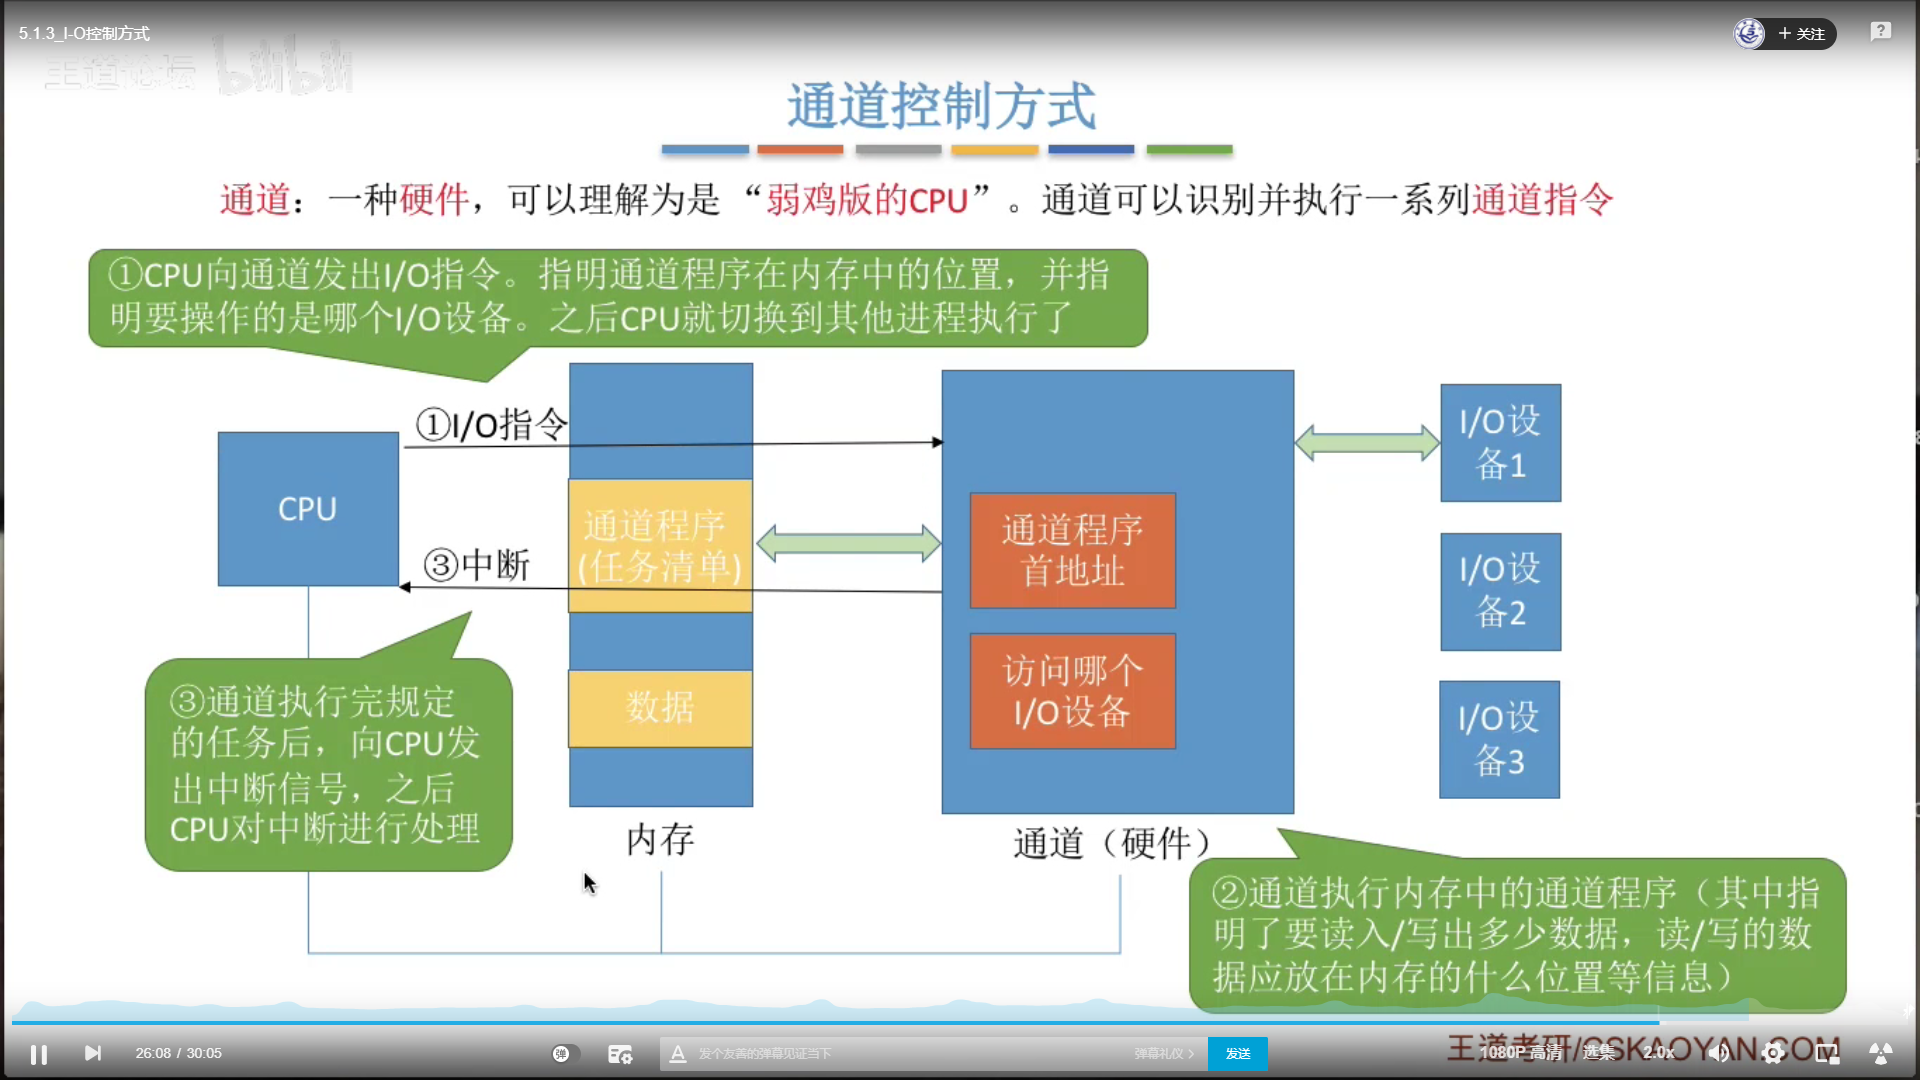 5.1.3_I-O控制方式
+ 关注
王道论坛 bilibili
通道控制方式
通道：一种硬件，可以理解为是“弱鸡版的CPU”。通道可以识别并执行一系列通道指令
①CPU向通道发出I/O指令。指明通道程序在内存中的位置，并指
明要操作的是哪个I/O设备。之后CPU就切换到其他进程执行了
①I/O指令
CPU
③中断
通道程序
(任务清单)
数据
内存
通道程序
首地址
访问哪个
I/O设备
通道（硬件）
I/O设
备1
I/O设
备2
I/O设
备3
③通道执行完规定
的任务后，向CPU发
出中断信号，之后
CPU对中断进行处理
②通道执行内存中的通道程序（其中指
明了要读入/写出多少数据，读/写的数
据应放在内存的什么位置等信息）
王道考研/CSKAOYAN.COM
26:08 / 30:05
弹
发个友善的弹幕见证当下
弹幕礼仪 >
发送
1080P 高清
选集
2.0x